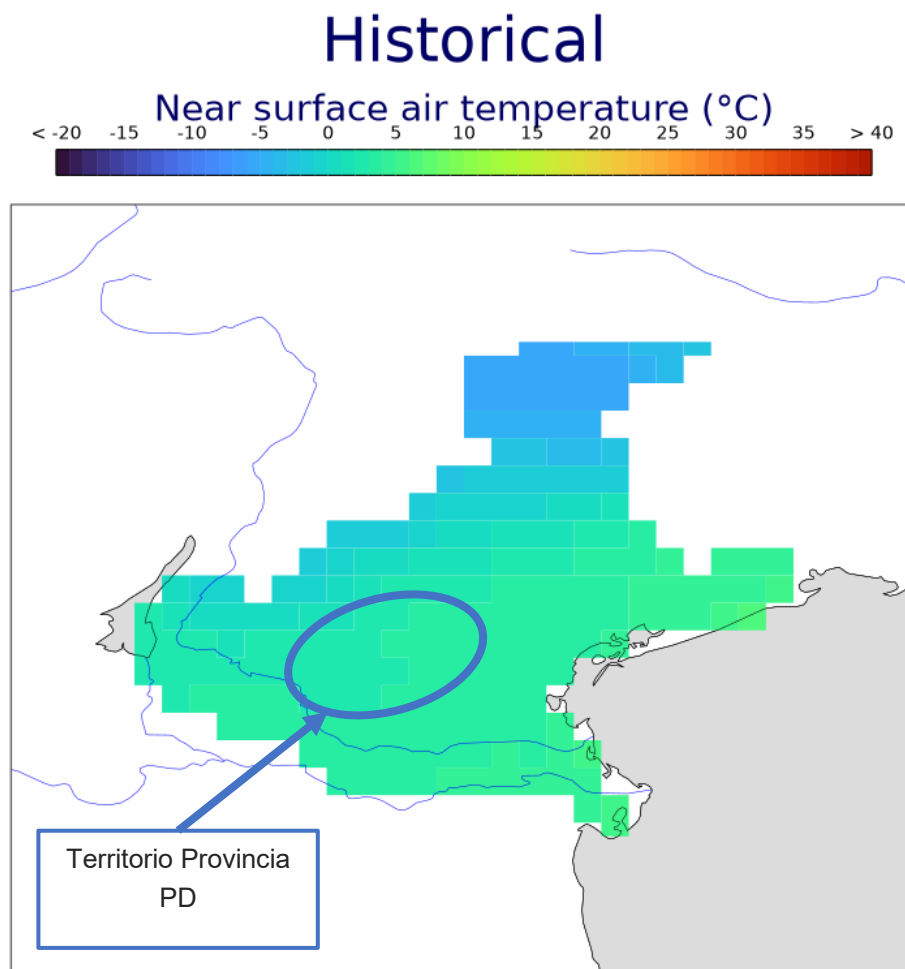 Historical
Near surface air temperature (°C)
< -20 -15 -10 -5 0 5 10 15 20 25 30 35 > 40
Territorio Provincia
PD